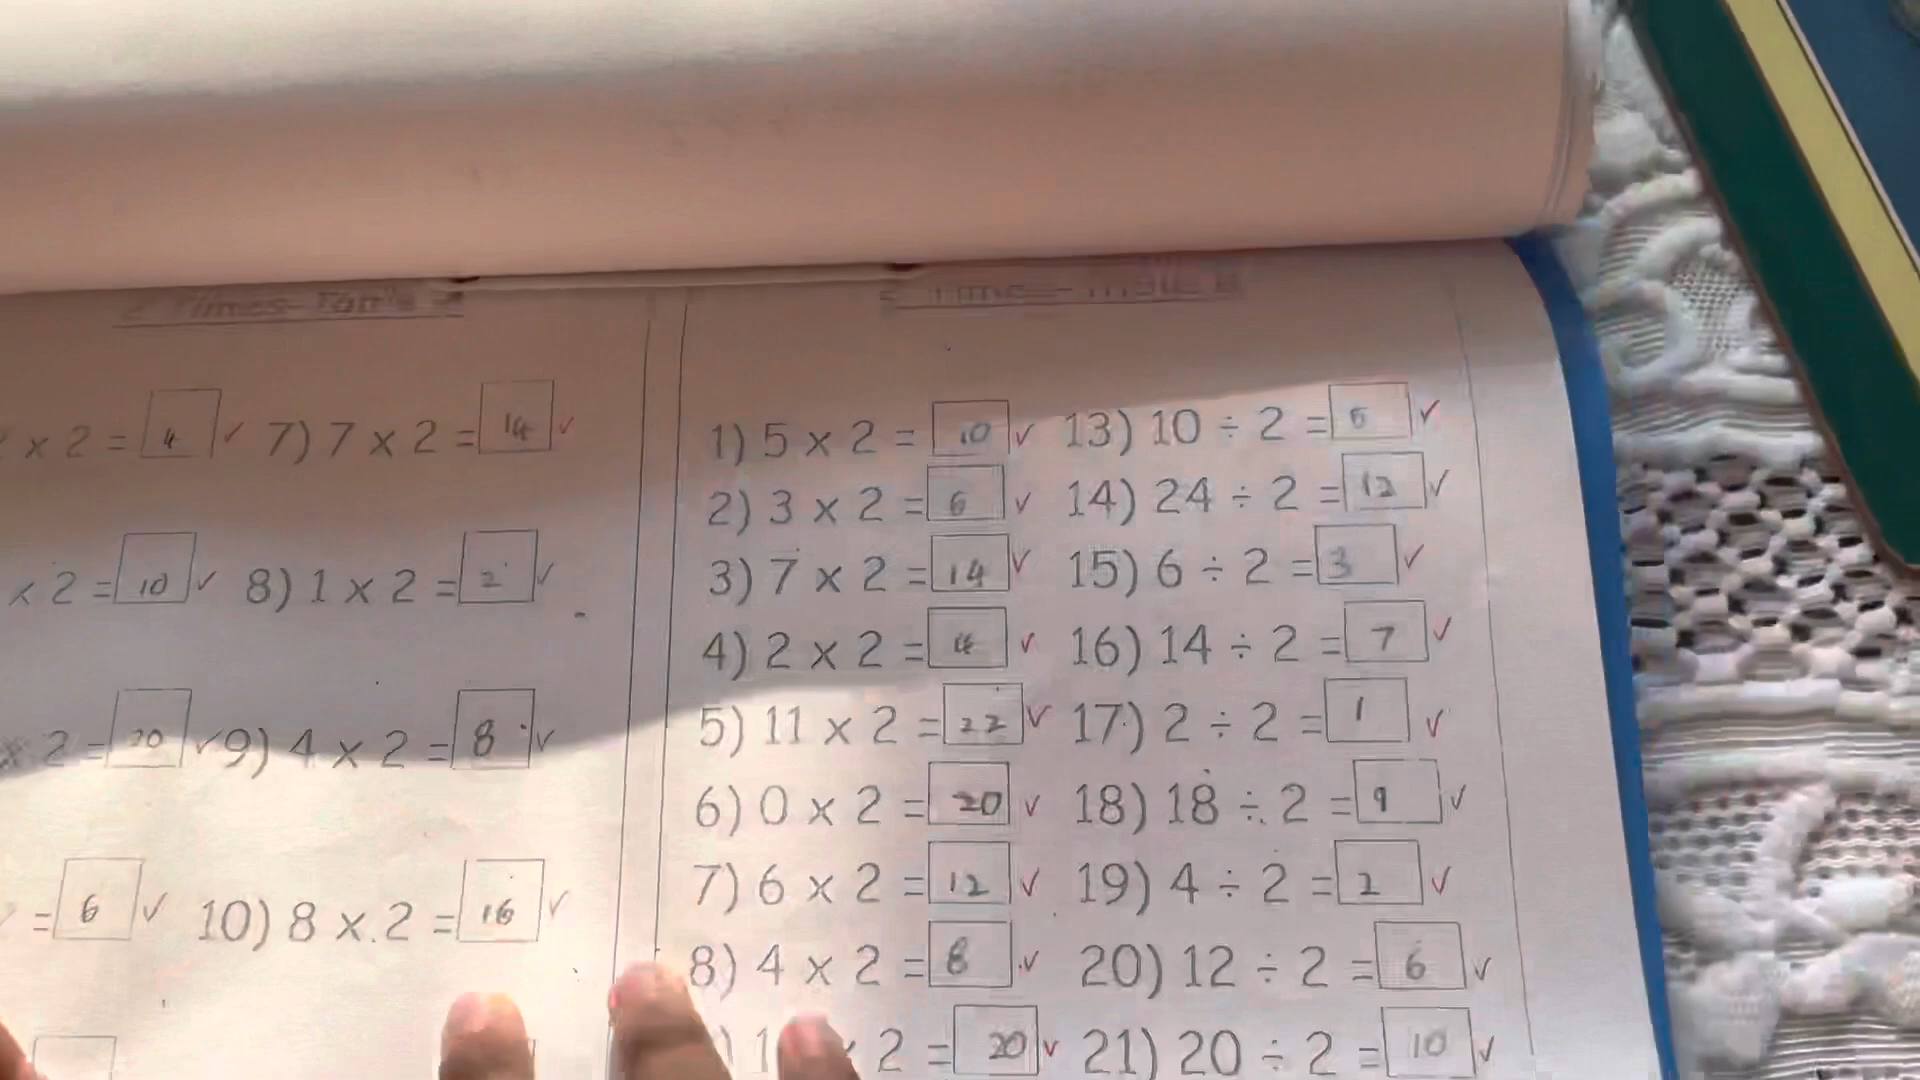 2 Times-Table
x 2 = 4 ✓ 7) 7 x 2 = 14 ✓
x 2 = 10 ✓ 8) 1 x 2 = 2 ✓
x 2 = 20 ✓ 9) 4 x 2 = 8 ✓
= 6 ✓ 10) 8 x 2 = 16 ✓
1) 5 x 2 = 10 ✓ 13) 10 ÷ 2 = 5 ✓
2) 3 x 2 = 6 ✓ 14) 24 ÷ 2 = 12 ✓
3) 7 x 2 = 14 ✓ 15) 6 ÷ 2 = 3 ✓
4) 2 x 2 = 4 ✓ 16) 14 ÷ 2 = 7 ✓
5) 11 x 2 = 22 ✓ 17) 2 ÷ 2 = 1 ✓
6) 0 x 2 = 20 ✓ 18) 18 ÷ 2 = 9 ✓
7) 6 x 2 = 12 ✓ 19) 4 ÷ 2 = 2 ✓
8) 4 x 2 = 8 ✓ 20) 12 ÷ 2 = 6 ✓
) 1 x 2 = 20 ✓ 21) 20 ÷ 2 = 10 ✓